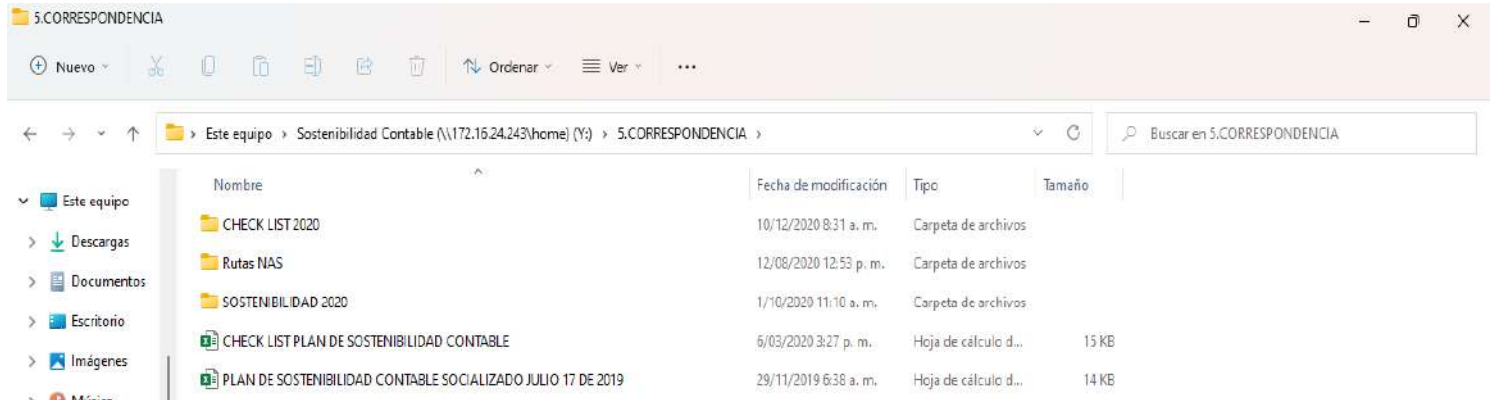 5.CORRESPONDENCIA
Nuevo Ordenar Ver ...
Este equipo > Sostenibilidad Contable (\\172.16.24.243\home) (Y:) > 5.CORRESPONDENCIA > Buscar en 5.CORRESPONDENCIA
Nombre Fecha de modificación Tipo Tamaño
Este equipo
CHECK LIST 2020 10/12/2020 8:31 a. m. Carpeta de archivos
Descargas
Rutas NAS 12/08/2020 12:53 p. m. Carpeta de archivos
Documentos
SOSTENIBILIDAD 2020 1/10/2020 11:10 a. m. Carpeta de archivos
Escritorio
CHECK LIST PLAN DE SOSTENIBILIDAD CONTABLE 6/03/2020 3:27 p. m. Hoja de cálculo d... 15 KB
Imágenes
PLAN DE SOSTENIBILIDAD CONTABLE SOCIALIZADO JULIO 17 DE 2019 29/11/2019 6:38 a. m. Hoja de cálculo d... 14 KB